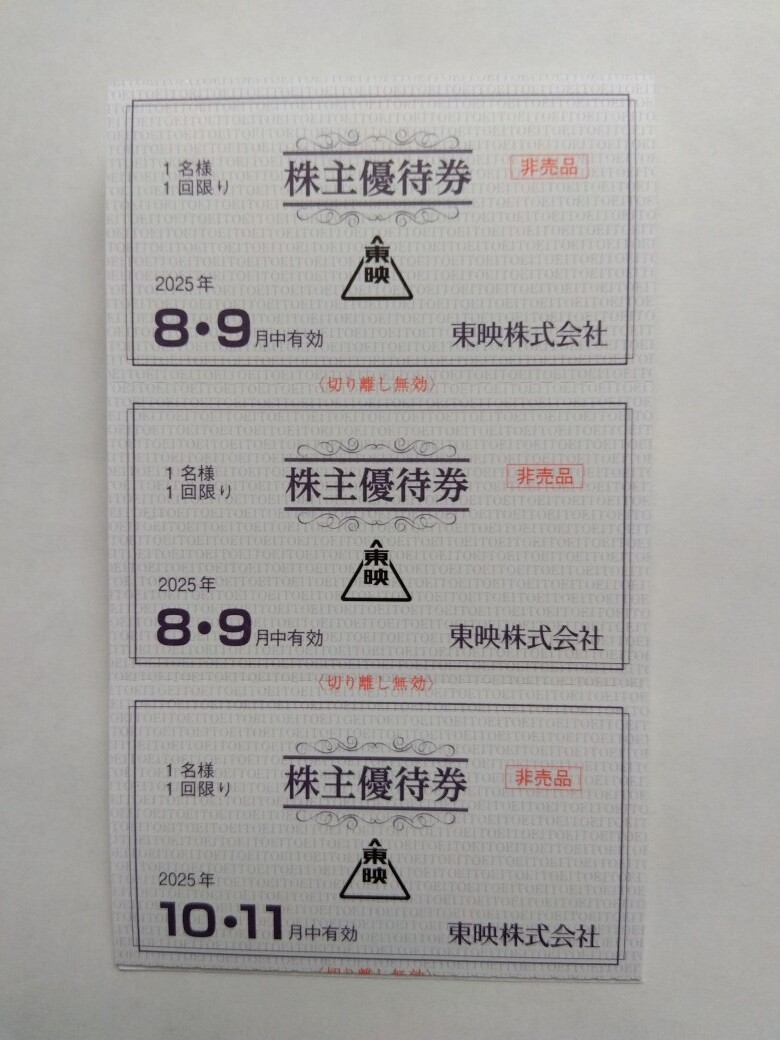 1名様
1回限り
株主優待券
非売品
東映
2025年
8・9月中有効
東映株式会社
〈切り離し無効〉
1名様
1回限り
株主優待券
非売品
東映
2025年
8・9月中有効
東映株式会社
〈切り離し無効〉
1名様
1回限り
株主優待券
非売品
東映
2025年
10・11月中有効
東映株式会社
〈切り離し無効〉